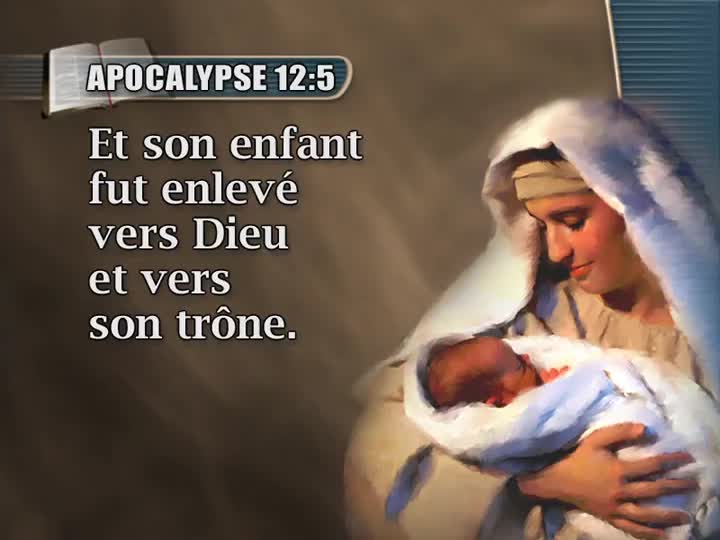 APOCALYPSE 12:5
Et son enfant
fut enlevé
vers Dieu
et vers
son trône.